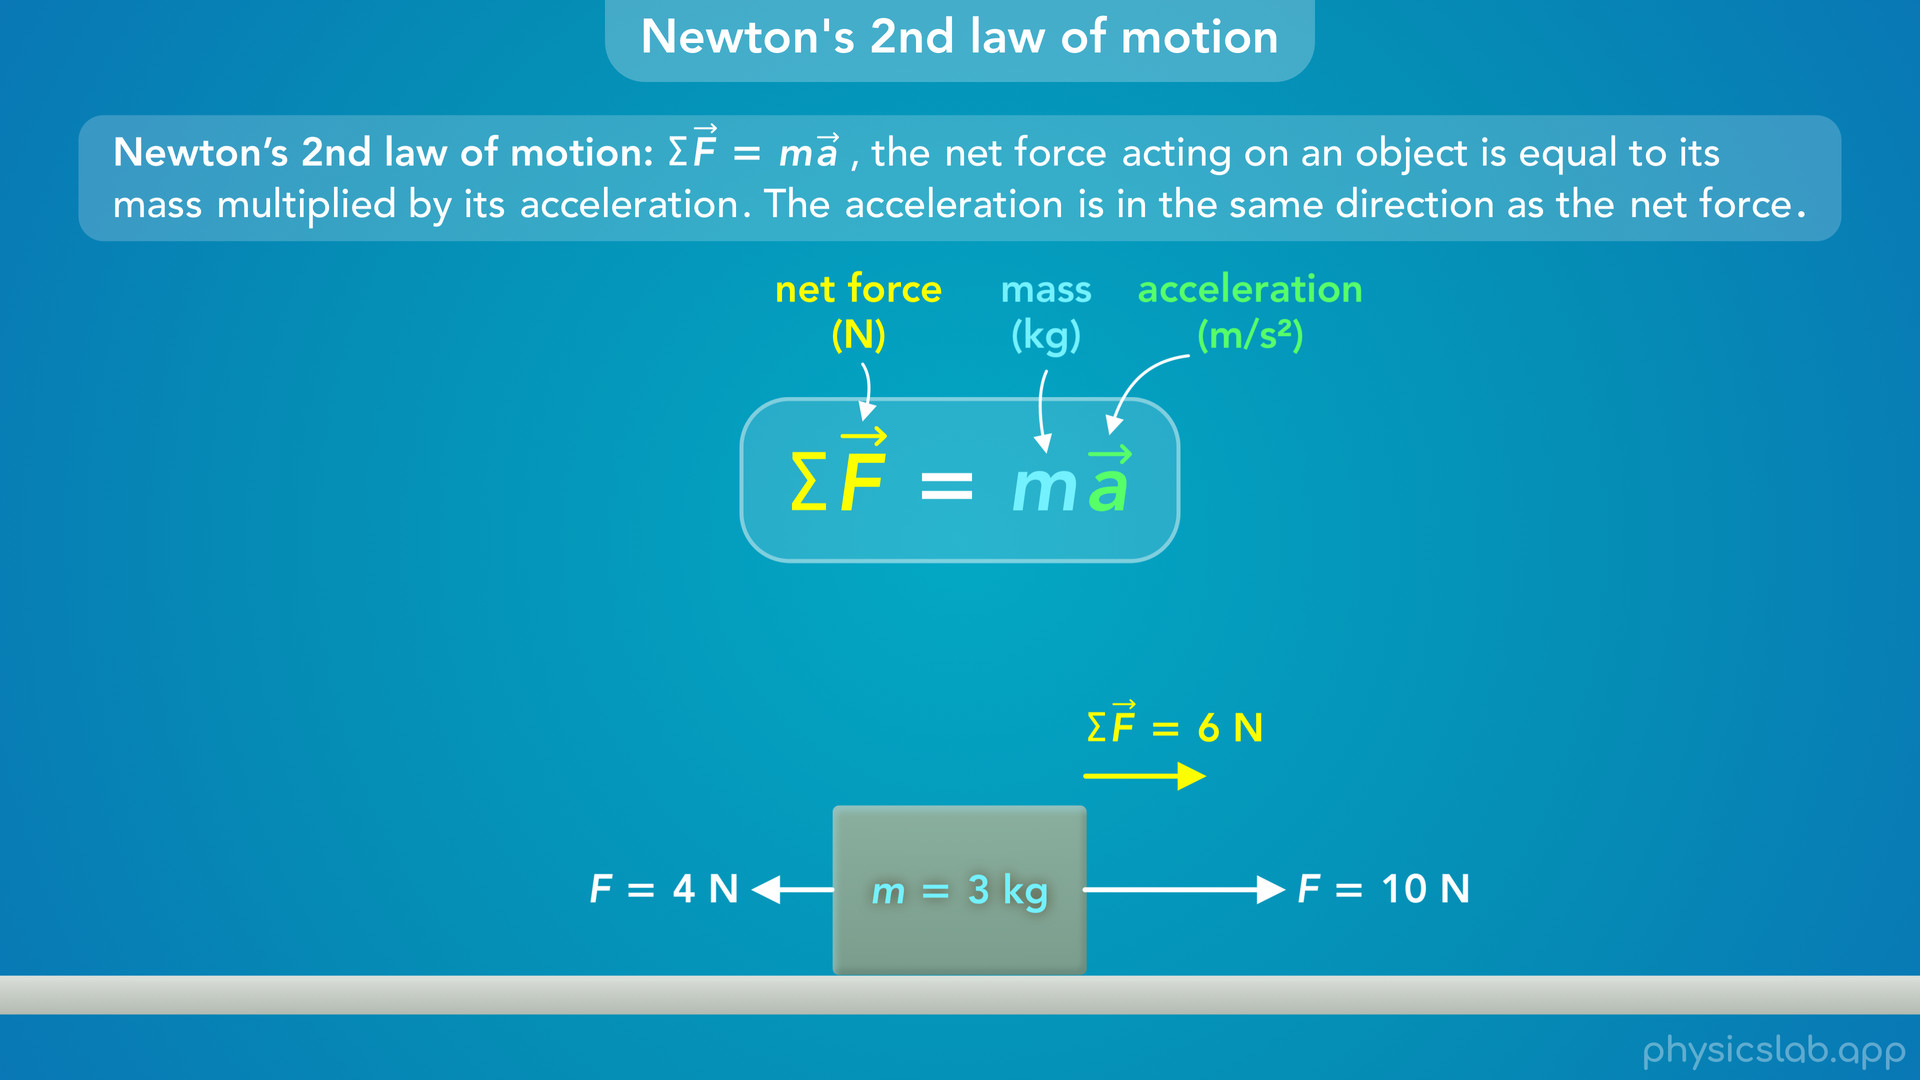 Newton's 2nd law of motion
Newton’s 2nd law of motion: ΣF⃗ = ma⃗ , the net force acting on an object is equal to its
mass multiplied by its acceleration. The acceleration is in the same direction as the net force.
net force mass acceleration
(N) (kg) (m/s²)
ΣF⃗ = ma⃗
ΣF⃗ = 6 N
F = 4 N m = 3 kg F = 10 N
physicslab.app